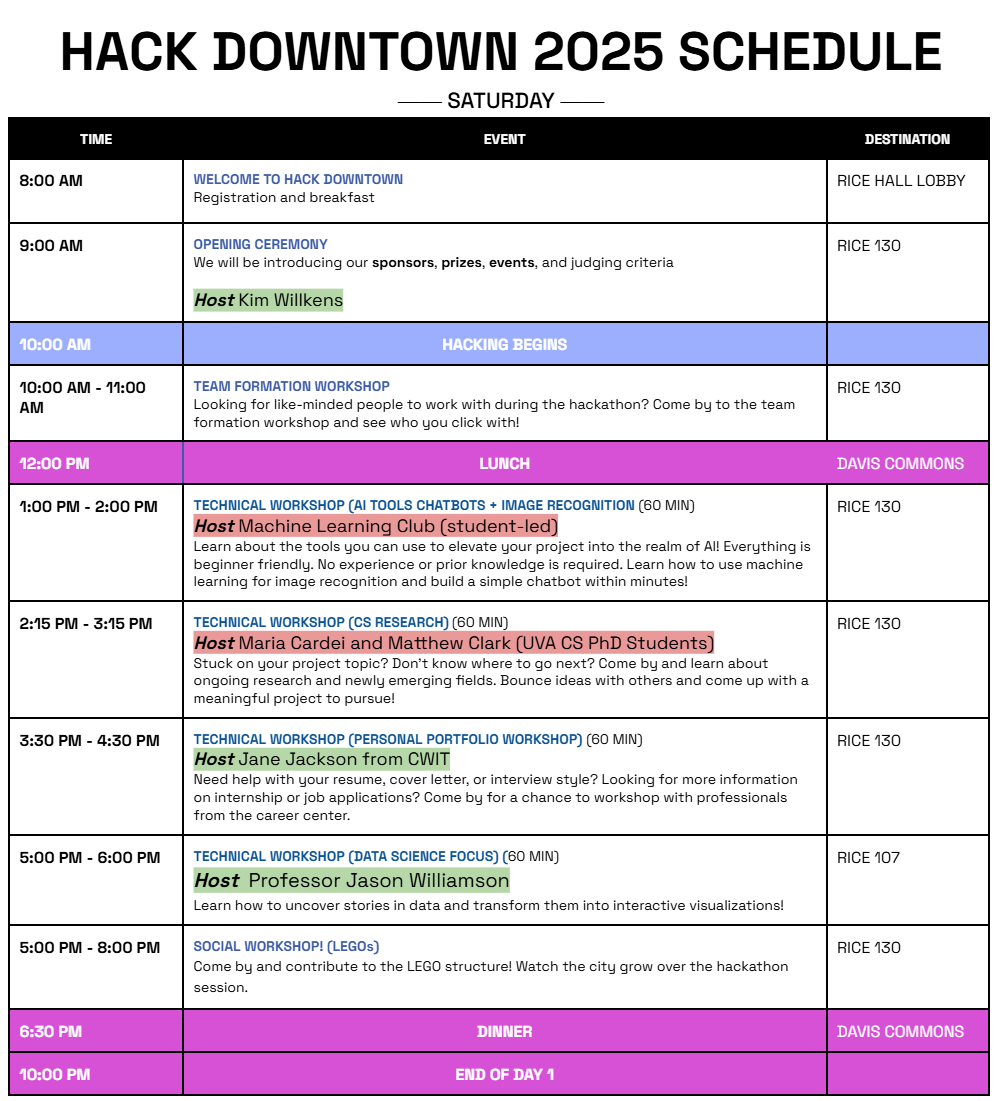 HACK DOWNTOWN 2025 SCHEDULE
SATURDAY
TIME EVENT DESTINATION
8:00 AM
WELCOME TO HACK DOWNTOWN
Registration and breakfast
RICE HALL LOBBY
9:00 AM
OPENING CEREMONY
We will be introducing our sponsors, prizes, events, and judging criteria
Host Kim Willkens
RICE 130
10:00 AM HACKING BEGINS
10:00 AM - 11:00
AM
TEAM FORMATION WORKSHOP
Looking for like-minded people to work with during the hackathon? Come by to the team
formation workshop and see who you click with!
RICE 130
12:00 PM LUNCH DAVIS COMMONS
1:00 PM - 2:00 PM
TECHNICAL WORKSHOP (AI TOOLS CHATBOTS + IMAGE RECOGNITION (60 MIN)
Host Machine Learning Club (student-led)
Learn about the tools you can use to elevate your project into the realm of AI! Everything is
beginner friendly. No experience or prior knowledge is required. Learn how to use machine
learning for image recognition and build a simple chatbot within minutes!
RICE 130
2:15 PM - 3:15 PM
TECHNICAL WORKSHOP (CS RESEARCH) (60 MIN)
Host Maria Cardei and Matthew Clark (UVA CS PhD Students)
Stuck on your project topic? Don't know where to go next? Come by and learn about
ongoing research and newly emerging fields. Bounce ideas with others and come up with a
meaningful project to pursue!
RICE 130
3:30 PM - 4:30 PM
TECHNICAL WORKSHOP (PERSONAL PORTFOLIO WORKSHOP) (60 MIN)
Host Jane Jackson from CWIT
Need help with your resume, cover letter, or interview style? Looking for more information
on internship or job applications? Come by for a chance to workshop with professionals
from the career center.
RICE 130
5:00 PM - 6:00 PM
TECHNICAL WORKSHOP (DATA SCIENCE FOCUS) (60 MIN)
Host Professor Jason Williamson
Learn how to uncover stories in data and transform them into interactive visualizations!
RICE 107
5:00 PM - 8:00 PM
SOCIAL WORKSHOP! (LEGOs)
Come by and contribute to the LEGO structure! Watch the city grow over the hackathon
session.
RICE 130
6:30 PM DINNER DAVIS COMMONS
10:00 PM END OF DAY 1